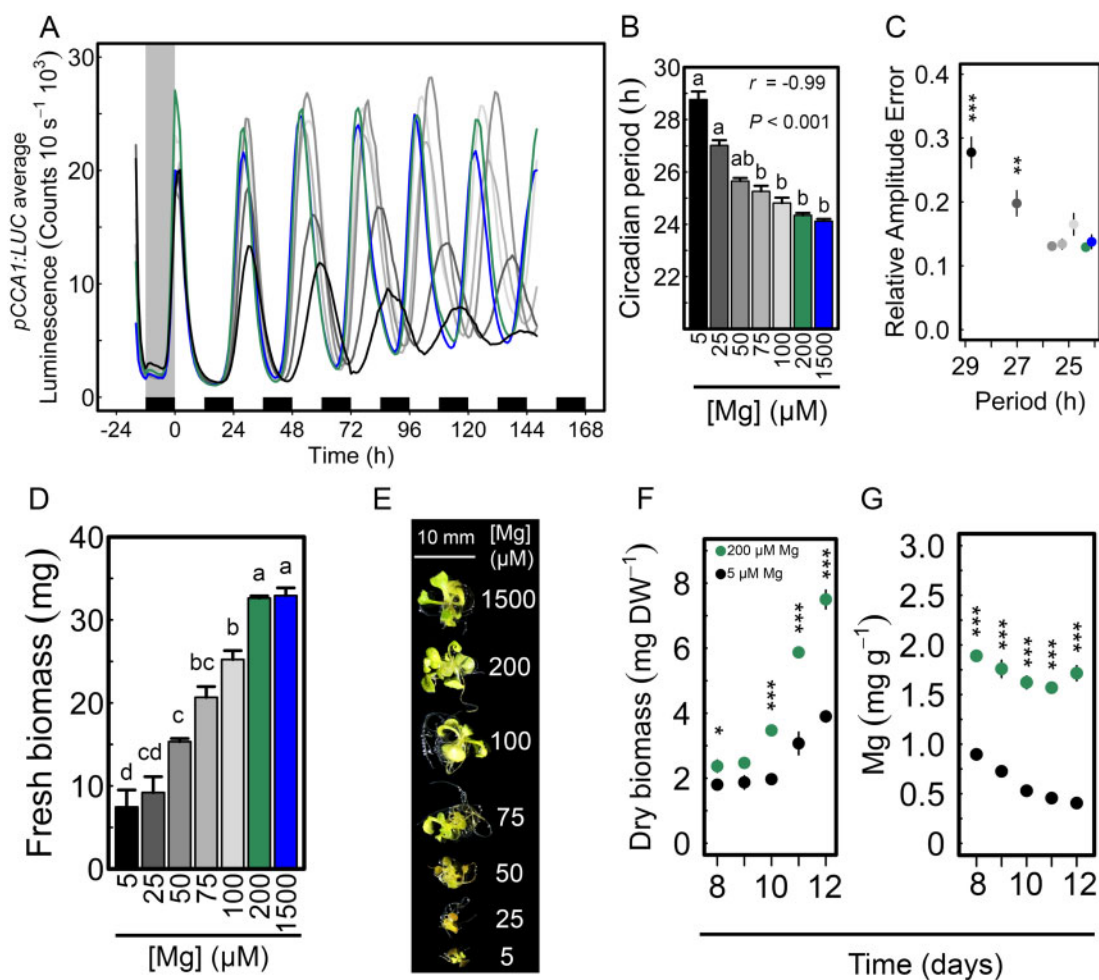 A
pCCA1:LUC average
Luminescence (Counts 10 s⁻¹ 10³)
30
20
10
0
-24 0 24 48 72 96 120 144 168
Time (h)
B
Circadian period (h)
30
28
26
24
22
a
a
ab
b
b
b
b
r = -0.99
P < 0.001
5
25
50
75
100
200
1500
[Mg] (µM)
C
Relative Amplitude Error
0.4
0.3
0.2
0.1
0.0
***
**
29 27 25
Period (h)
D
Fresh biomass (mg)
40
30
20
10
0
d
cd
c
bc
b
a
a
5
25
50
75
100
200
1500
[Mg] (µM)
E
10 mm
[Mg]
(µM)
1500
200
100
75
50
25
5
F
Dry biomass (mg DW⁻¹)
8
6
4
2
0
200 µM Mg
5 µM Mg
*
***
***
***
8 10 12
G
Mg (mg g⁻¹)
3.0
2.5
2.0
1.5
1.0
0.5
0
***
***
***
***
***
8 10 12
Time (days)